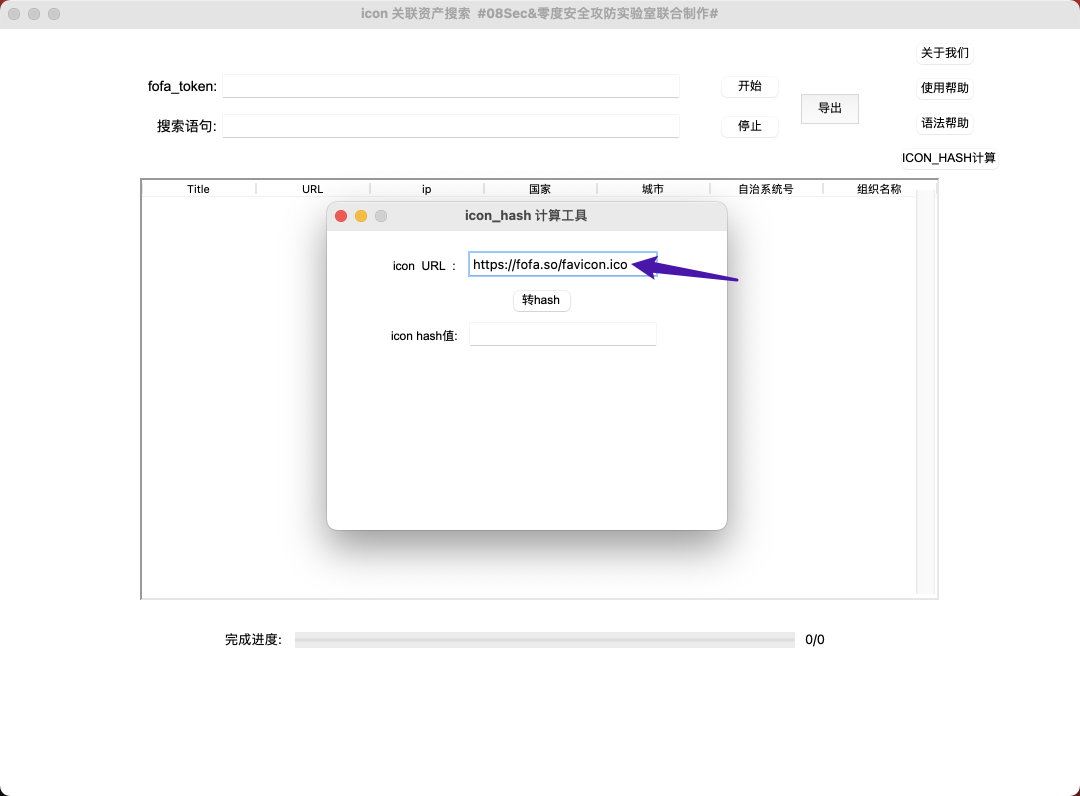 icon 关联资产搜索 #08Sec&零度安全攻防实验室联合制作#
关于我们
fofa_token:
开始
使用帮助
导出
搜索语句:
停止
语法帮助
ICON_HASH计算
Title URL ip 国家 城市 自治系统号 组织名称
icon_hash 计算工具
icon URL : https://fofa.so/favicon.ico
转hash
icon hash值:
完成进度: 0/0